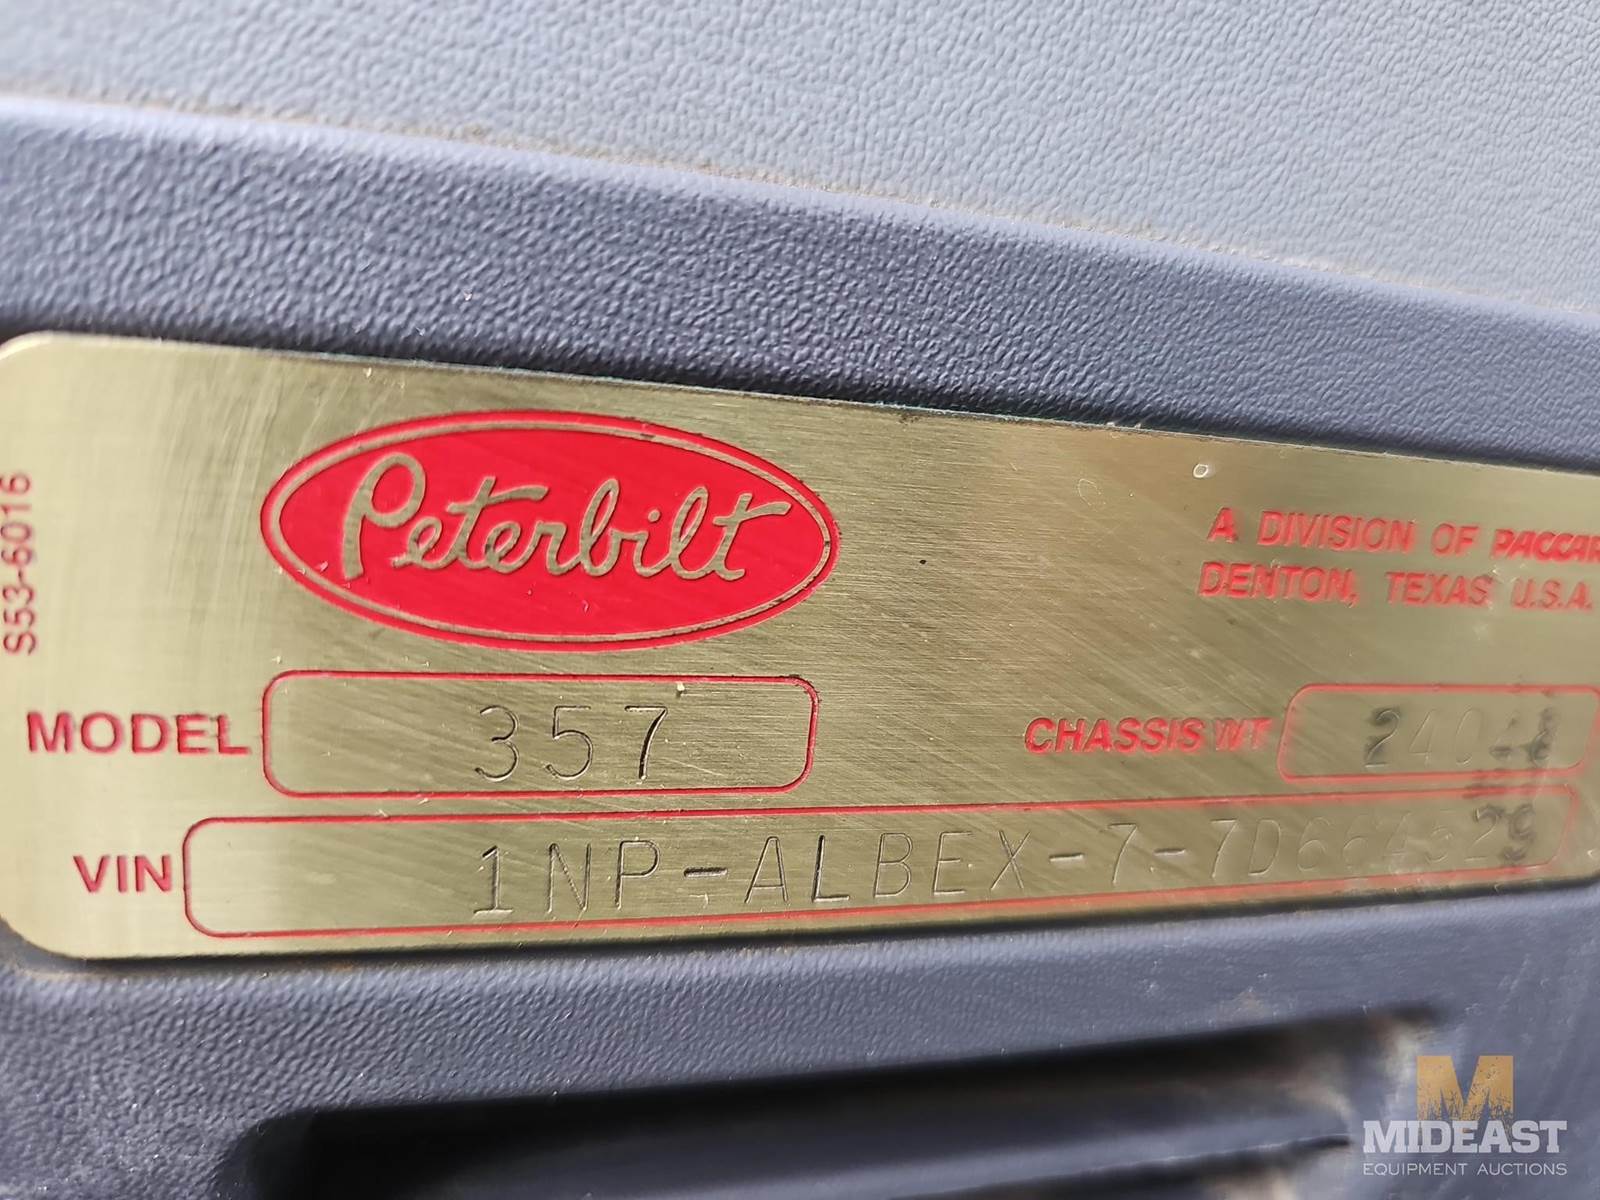 S53-6016
Peterbilt
A DIVISION OF PACCAR
DENTON, TEXAS U.S.A.
MODEL 357
CHASSIS WT
VIN 1NP-ALBEX-7-
MIDEAST
EQUIPMENT AUCTIONS